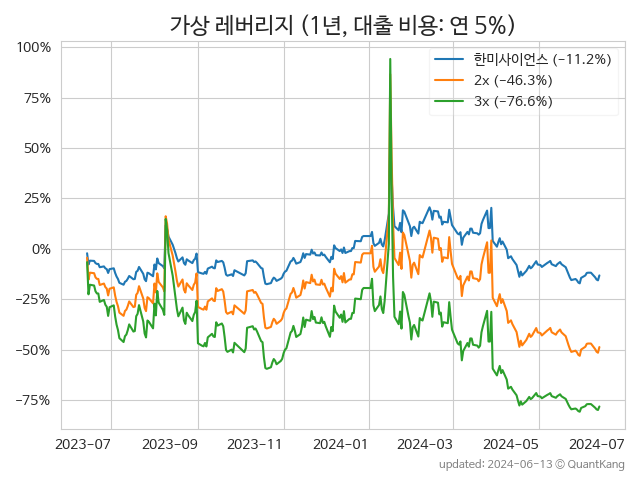 가상 레버리지 (1년, 대출 비용: 연 5%)
100%
75%
50%
25%
0%
−25%
−50%
−75%
한미사이언스 (-11.2%)
2x (-46.3%)
3x (-76.6%)
2023-07 2023-09 2023-11 2024-01 2024-03 2024-05 2024-07
updated: 2024-06-13 © QuantKang